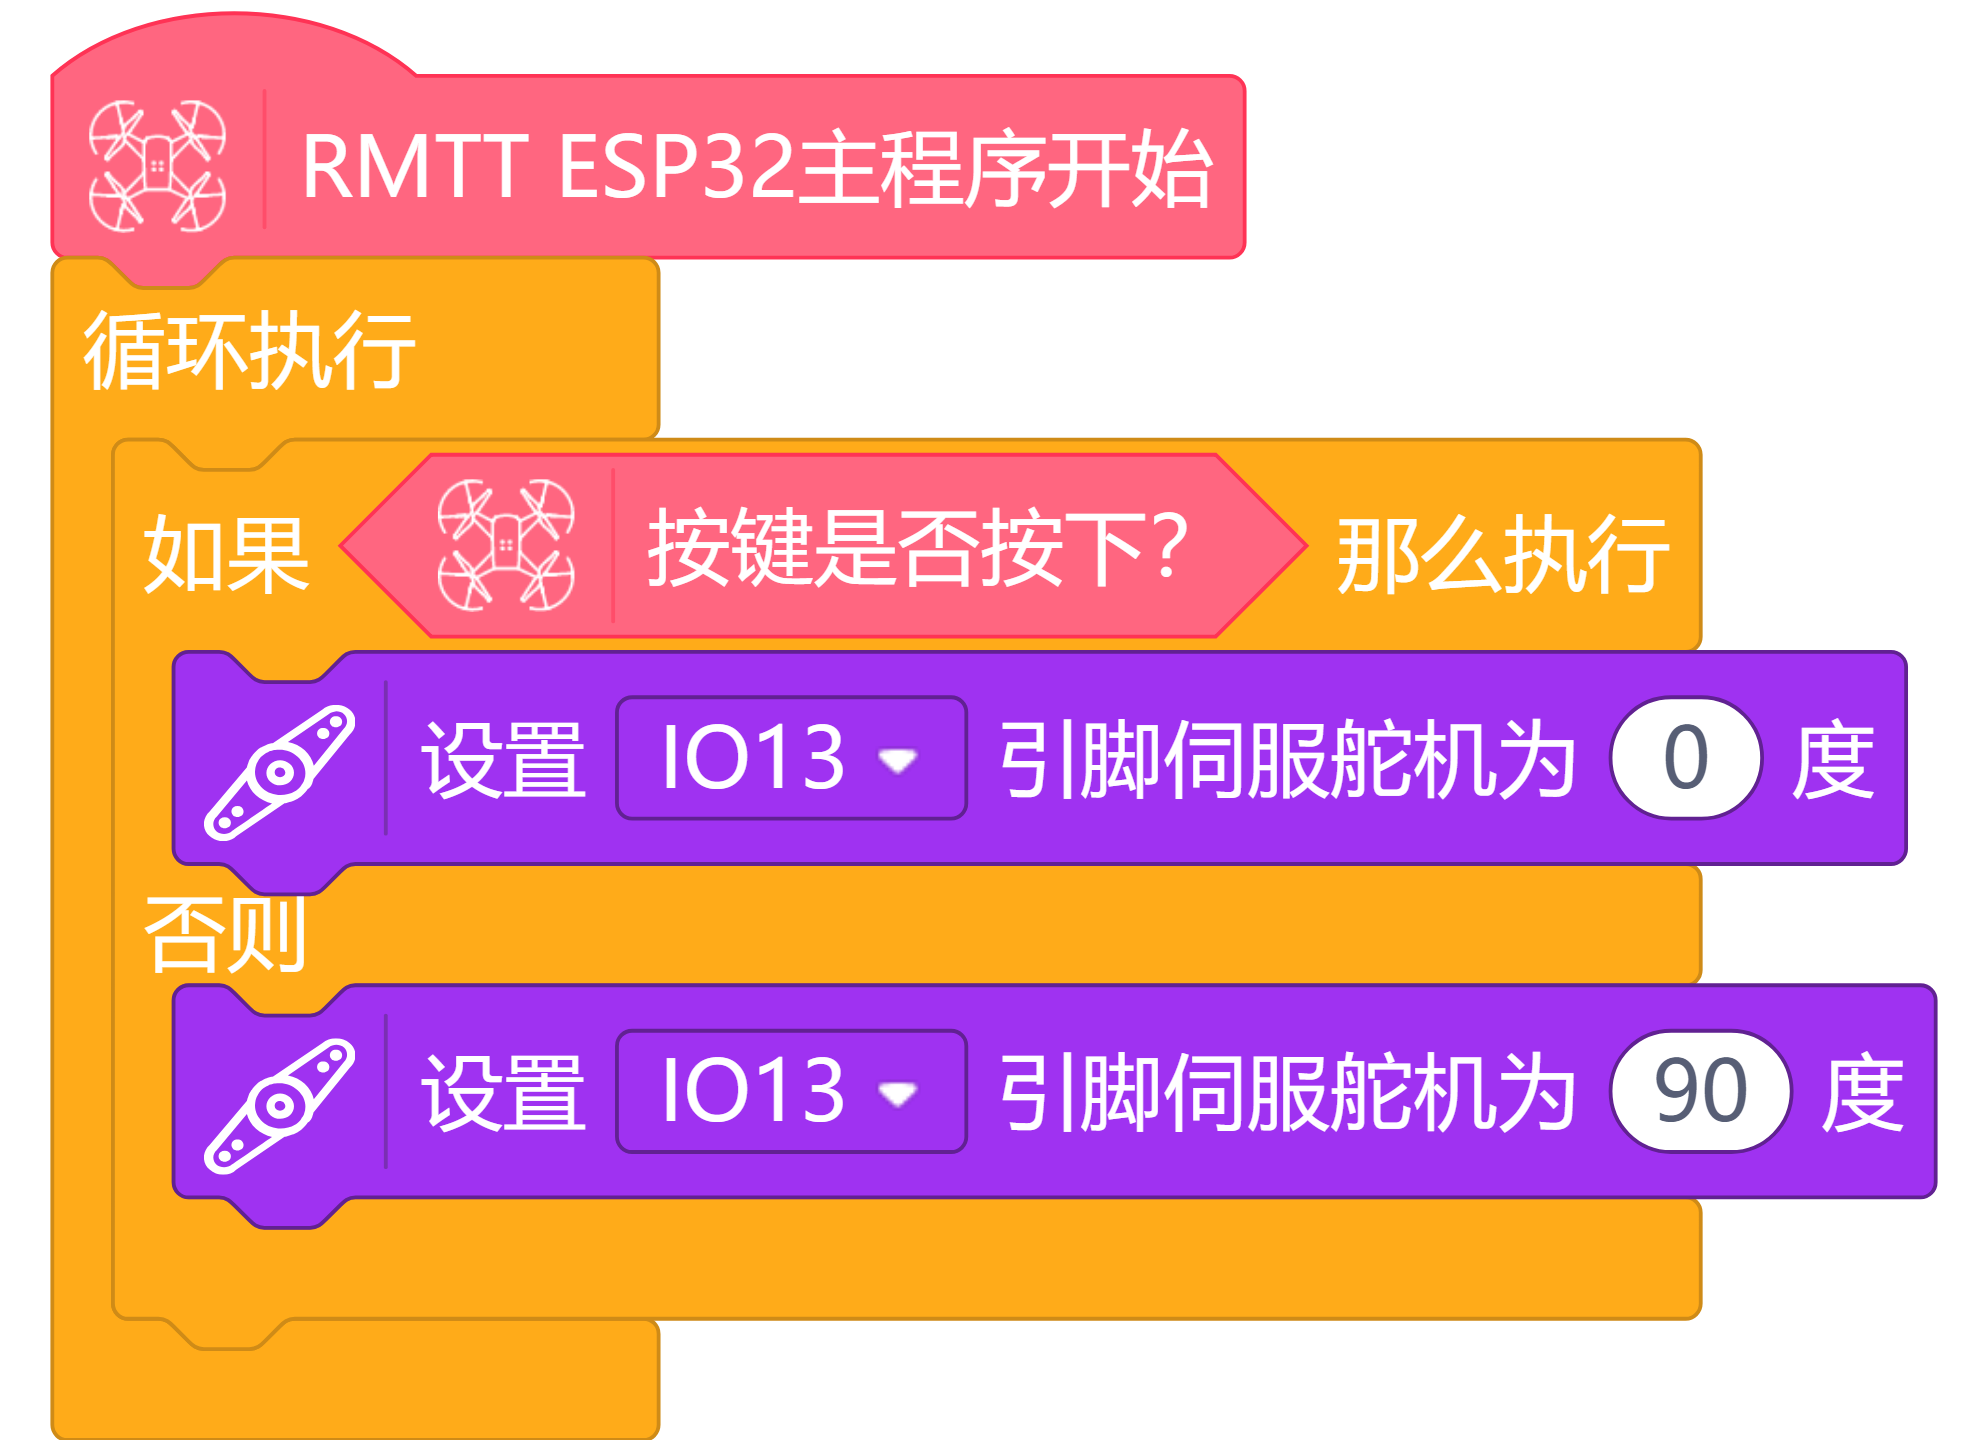 RMTT ESP32主程序开始
循环执行
如果 按键是否按下? 那么执行
设置 IO13 引脚伺服舵机为 0 度
否则
设置 IO13 引脚伺服舵机为 90 度